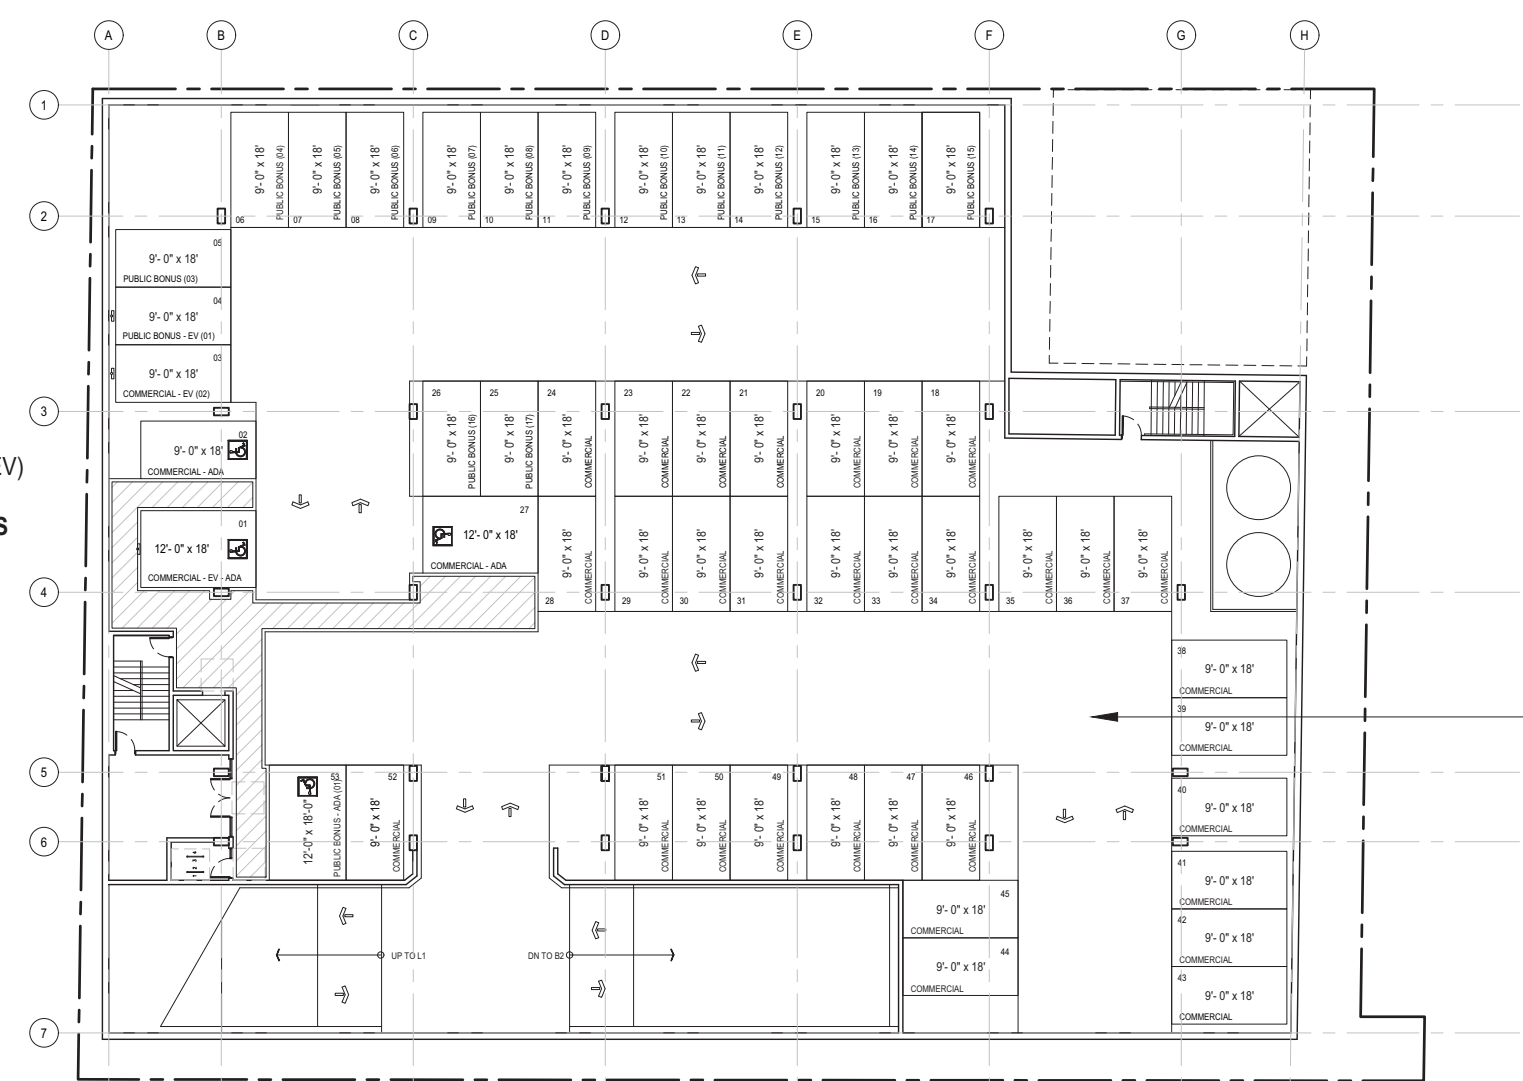 A B C D E F G H
1
9'- 0" x 18' PUBLIC BONUS (04) 06
9'- 0" x 18' PUBLIC BONUS (05) 07
9'- 0" x 18' PUBLIC BONUS (06) 08
9'- 0" x 18' PUBLIC BONUS (07) 09
9'- 0" x 18' PUBLIC BONUS (08) 10
9'- 0" x 18' PUBLIC BONUS (09) 11
9'- 0" x 18' PUBLIC BONUS (10) 12
9'- 0" x 18' PUBLIC BONUS (11) 13
9'- 0" x 18' PUBLIC BONUS (12) 14
9'- 0" x 18' PUBLIC BONUS (13) 15
9'- 0" x 18' PUBLIC BONUS (14) 16
9'- 0" x 18' PUBLIC BONUS (15) 17
2
05
9'- 0" x 18'
PUBLIC BONUS (03)
04
9'- 0" x 18'
PUBLIC BONUS - EV (01)
03
9'- 0" x 18'
COMMERCIAL - EV (02)
3
26 9'- 0" x 18' PUBLIC BONUS (16)
25 9'- 0" x 18' PUBLIC BONUS (17)
24 9'- 0" x 18' COMMERCIAL
23 9'- 0" x 18' COMMERCIAL
22 9'- 0" x 18' COMMERCIAL
21 9'- 0" x 18' COMMERCIAL
20 9'- 0" x 18' COMMERCIAL
19 9'- 0" x 18' COMMERCIAL
18 9'- 0" x 18' COMMERCIAL
02
9'- 0" x 18'
COMMERCIAL - ADA
EV)
S
01
12'- 0" x 18'
COMMERCIAL - EV - ADA
27
12'- 0" x 18'
COMMERCIAL - ADA
4
9'- 0" x 18' COMMERCIAL 28
9'- 0" x 18' COMMERCIAL 29
9'- 0" x 18' COMMERCIAL 30
9'- 0" x 18' COMMERCIAL 31
9'- 0" x 18' COMMERCIAL 32
9'- 0" x 18' COMMERCIAL 33
9'- 0" x 18' COMMERCIAL 34
9'- 0" x 18' COMMERCIAL 35
9'- 0" x 18' COMMERCIAL 36
9'- 0" x 18' COMMERCIAL 37
38
9'- 0" x 18'
COMMERCIAL
39
9'- 0" x 18'
COMMERCIAL
5
53 12'-0" x 18'-0" PUBLIC BONUS - ADA (01)
52 9'- 0" x 18' COMMERCIAL
51 9'- 0" x 18' COMMERCIAL
50 9'- 0" x 18' COMMERCIAL
49 9'- 0" x 18' COMMERCIAL
48 9'- 0" x 18' COMMERCIAL
47 9'- 0" x 18' COMMERCIAL
46 9'- 0" x 18' COMMERCIAL
40
9'- 0" x 18'
COMMERCIAL
6
1 2 3 4
41
9'- 0" x 18'
COMMERCIAL
45
9'- 0" x 18'
COMMERCIAL
42
9'- 0" x 18'
COMMERCIAL
44
9'- 0" x 18'
COMMERCIAL
UP TO L1
DN TO B2
43
9'- 0" x 18'
COMMERCIAL
7